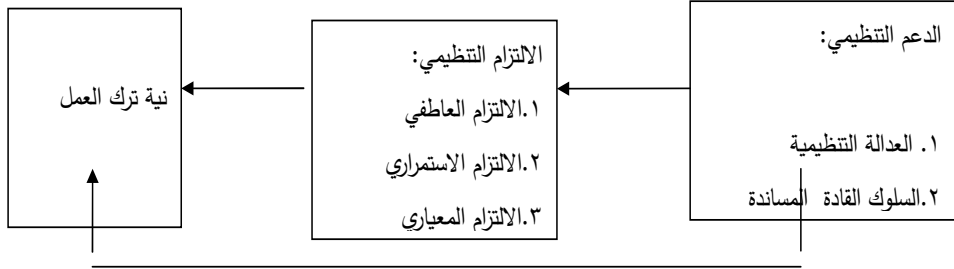 الدعم التنظيمي:
١. العدالة التنظيمية
٢.السلوك القادة المساندة
الالتزام التنظيمي:
١.الالتزام العاطفي
٢.الالتزام الاستمراري
٣.الالتزام المعياري
نية ترك العمل